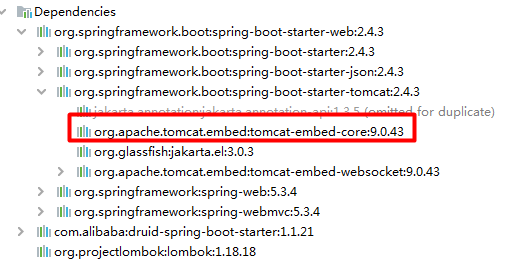 Dependencies
org.springframework.boot:spring-boot-starter-web:2.4.3
org.springframework.boot:spring-boot-starter:2.4.3
org.springframework.boot:spring-boot-starter-json:2.4.3
org.springframework.boot:spring-boot-starter-tomcat:2.4.3
jakarta.annotation:jakarta.annotation-api:1.3.5 (omitted for duplicate)
org.apache.tomcat.embed:tomcat-embed-core:9.0.43
org.glassfish:jakarta.el:3.0.3
org.apache.tomcat.embed:tomcat-embed-websocket:9.0.43
org.springframework:spring-web:5.3.4
org.springframework:spring-webmvc:5.3.4
com.alibaba:druid-spring-boot-starter:1.1.21
org.projectlombok:lombok:1.18.18